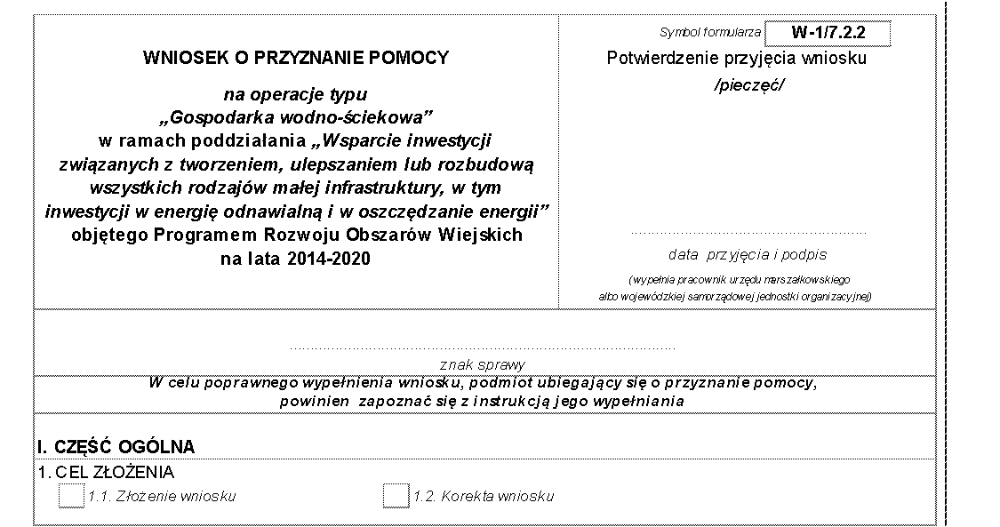 WNIOSEK O PRZYZNANIE POMOCY
na operacje typu
„Gospodarka wodno-ściekowa”
w ramach poddziałania „Wsparcie inwestycji
związanych z tworzeniem, ulepszaniem lub rozbudową
wszystkich rodzajów małej infrastruktury, w tym
inwestycji w energię odnawialną i w oszczędzanie energii”
objętego Programem Rozwoju Obszarów Wiejskich
na lata 2014-2020
Symbol formularza W-1/7.2.2
Potwierdzenie przyjęcia wniosku
/pieczęć/
data przyjęcia i podpis
(wypełnia pracownik urzędu marszałkowskiego
albo wojewódzkiej samorządowej jednostki organizacyjnej)
znak sprawy
W celu poprawnego wypełnienia wniosku, podmiot ubiegający się o przyznanie pomocy,
powinien zapoznać się z instrukcją jego wypełniania
I. CZĘŚĆ OGÓLNA
1. CEL ZŁOŻENIA
1.1. Złożenie wniosku 1.2. Korekta wniosku